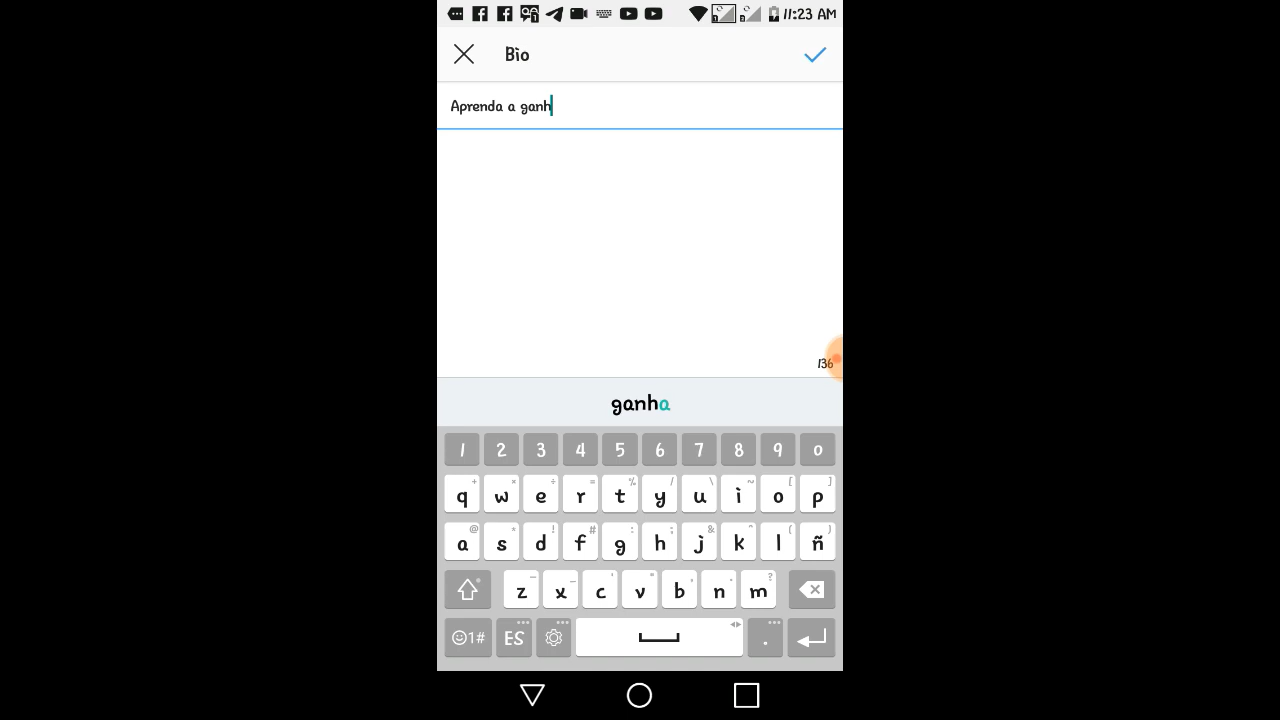 11:23 AM
Bio
Aprenda a ganh
136
ganha
1 2 3 4 5 6 7 8 9 0
q w e r t y u i o p
a s d f g h j k l ñ
z x c v b n m
1# ES .